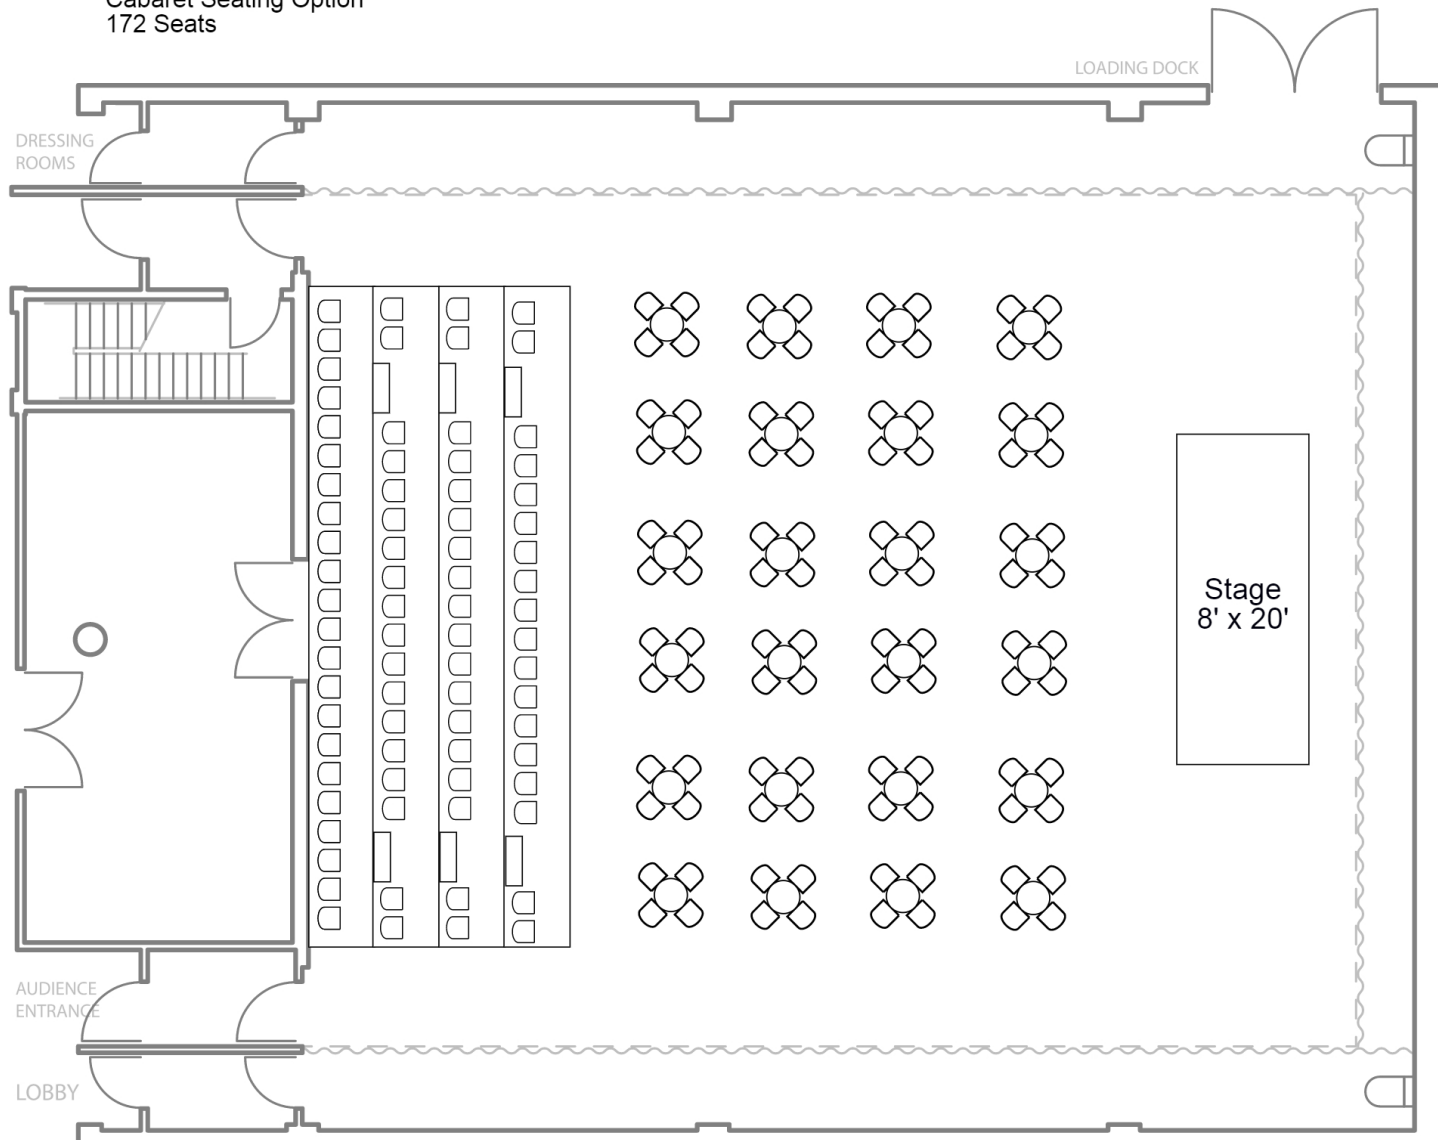 Cabaret Seating Option
172 Seats
LOADING DOCK
DRESSING
ROOMS
Stage
8' x 20'
AUDIENCE
ENTRANCE
LOBBY